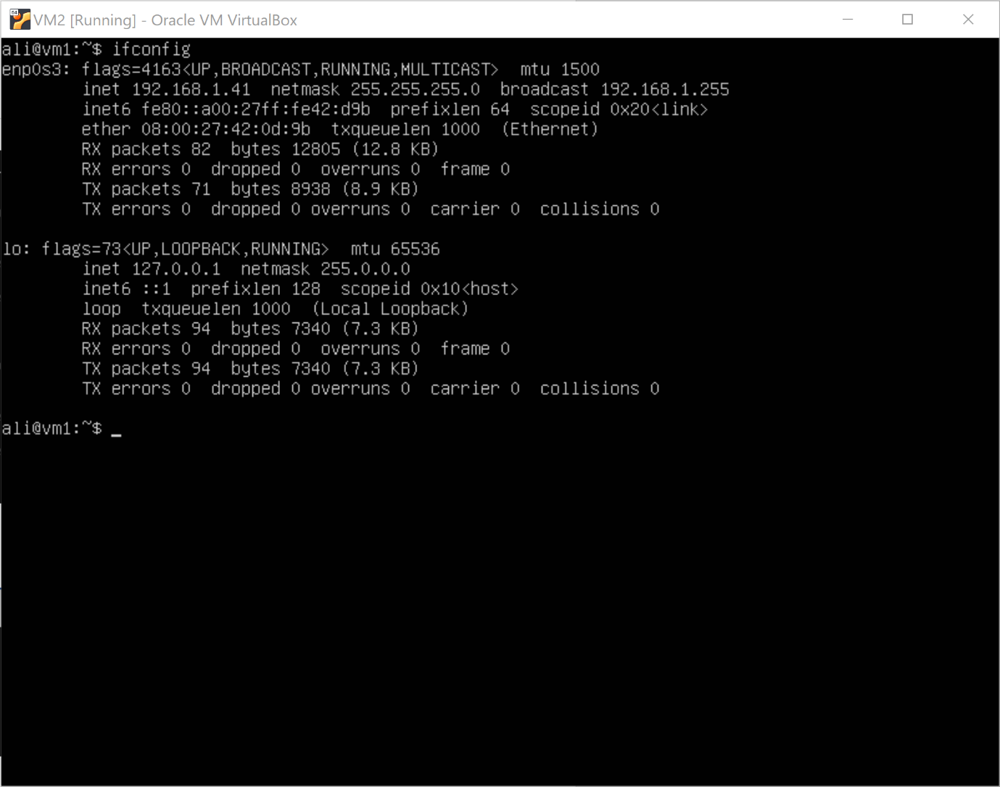 64
VM2 [Running] - Oracle VM VirtualBox
ali@vm1:~$ ifconfig
enp0s3: flags=4163<UP,BROADCAST,RUNNING,MULTICAST>  mtu 1500
        inet 192.168.1.41  netmask 255.255.255.0  broadcast 192.168.1.255
        inet6 fe80::a00:27ff:fe42:d9b  prefixlen 64  scopeid 0x20<link>
        ether 08:00:27:42:0d:9b  txqueuelen 1000  (Ethernet)
        RX packets 82  bytes 12805 (12.8 KB)
        RX errors 0  dropped 0  overruns 0  frame 0
        TX packets 71  bytes 8938 (8.9 KB)
        TX errors 0  dropped 0 overruns 0  carrier 0  collisions 0
lo: flags=73<UP,LOOPBACK,RUNNING>  mtu 65536
        inet 127.0.0.1  netmask 255.0.0.0
        inet6 ::1  prefixlen 128  scopeid 0x10<host>
        loop  txqueuelen 1000  (Local Loopback)
        RX packets 94  bytes 7340 (7.3 KB)
        RX errors 0  dropped 0  overruns 0  frame 0
        TX packets 94  bytes 7340 (7.3 KB)
        TX errors 0  dropped 0 overruns 0  carrier 0  collisions 0
ali@vm1:~$ _